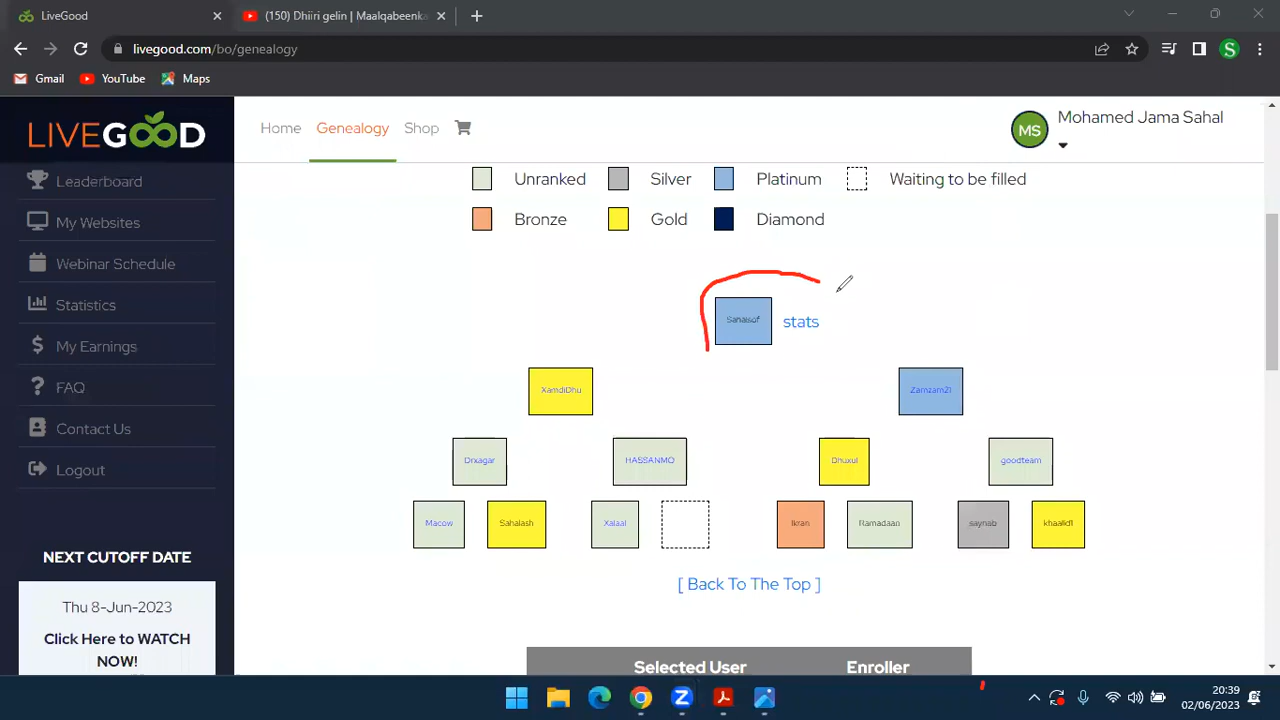 LiveGood
(150) Dhiiri gelin | Maalqabeenka
livegood.com/bo/genealogy
S
Gmail
YouTube
Maps
LIVEGOOD
Home
Genealogy
Shop
MS
Mohamed Jama Sahal
Leaderboard
My Websites
Webinar Schedule
Statistics
$ My Earnings
? FAQ
Contact Us
Logout
NEXT CUTOFF DATE
Thu 8-Jun-2023
Click Here to WATCH
NOW!
Unranked
Silver
Platinum
Waiting to be filled
Bronze
Gold
Diamond
Sahalsof
stats
XamdiDhu
Zamzam21
Drxagar
HASSANMO
Dhuxul
goodteam
Macow
Sahalash
Xalaal
Ikran
Ramadaan
saynab
khaalid1
[ Back To The Top ]
Selected User
Enroller
20:39
02/06/2023